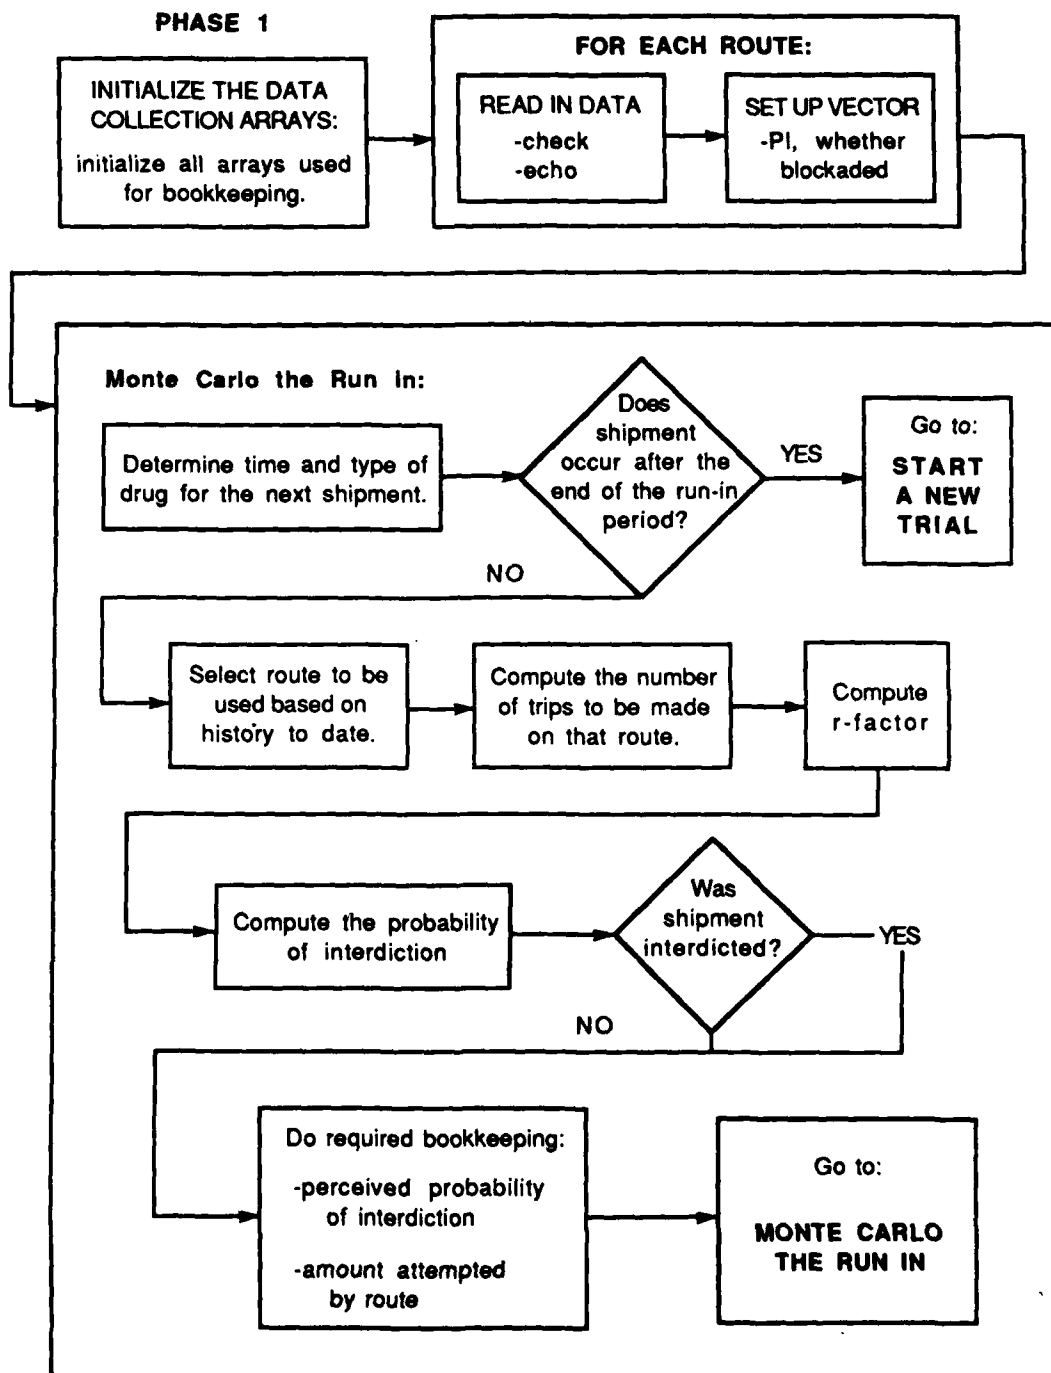 PHASE 1
INITIALIZE THE DATA
COLLECTION ARRAYS:
initialize all arrays used
for bookkeeping.
FOR EACH ROUTE:
READ IN DATA
-check
-echo
SET UP VECTOR
-PI, whether
blockaded
Monte Carlo the Run in:
Determine time and type of
drug for the next shipment.
Does
shipment
occur after the
end of the run-in
period?
YES
Go to:
START
A NEW
TRIAL
NO
Select route to be
used based on
history to date.
Compute the number
of trips to be made
on that route.
Compute
r-factor
Compute the probability
of interdiction
Was
shipment
interdicted?
YES
NO
Do required bookkeeping:
-perceived probability
of interdiction
-amount attempted
by route
Go to:
MONTE CARLO
THE RUN IN